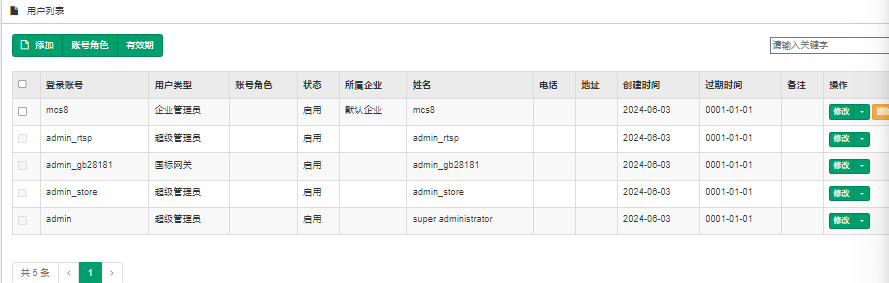 用户列表
添加 账号角色 有效期 请输入关键字
登录账号 用户类型 账号角色 状态 所属企业 姓名 电话 地址 创建时间 过期时间 备注 操作
mcs8 企业管理员 启用 默认企业 mcs8 2024-06-03 0001-01-01 修改
admin_rtsp 超级管理员 启用 admin_rtsp 2024-06-03 0001-01-01 修改
admin_gb28181 国标网关 启用 admin_gb28181 2024-06-03 0001-01-01 修改
admin_store 超级管理员 启用 admin_store 2024-06-03 0001-01-01 修改
admin 超级管理员 启用 super administrator 2024-06-03 0001-01-01 修改
共 5 条 ‹ 1 ›